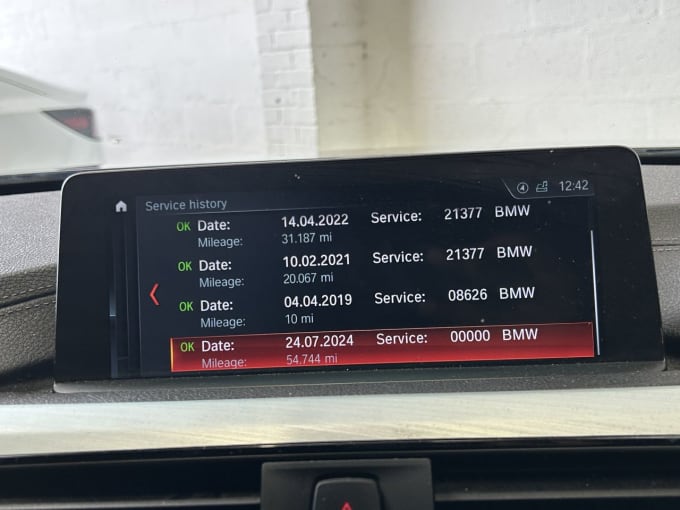 12:42
Service history
OK Date: 14.04.2022 Service: 21377 BMW
Mileage: 31.187 mi
OK Date: 10.02.2021 Service: 21377 BMW
Mileage: 20.067 mi
OK Date: 04.04.2019 Service: 08626 BMW
Mileage: 10 mi
OK Date: 24.07.2024 Service: 00000 BMW
Mileage: 54.744 mi